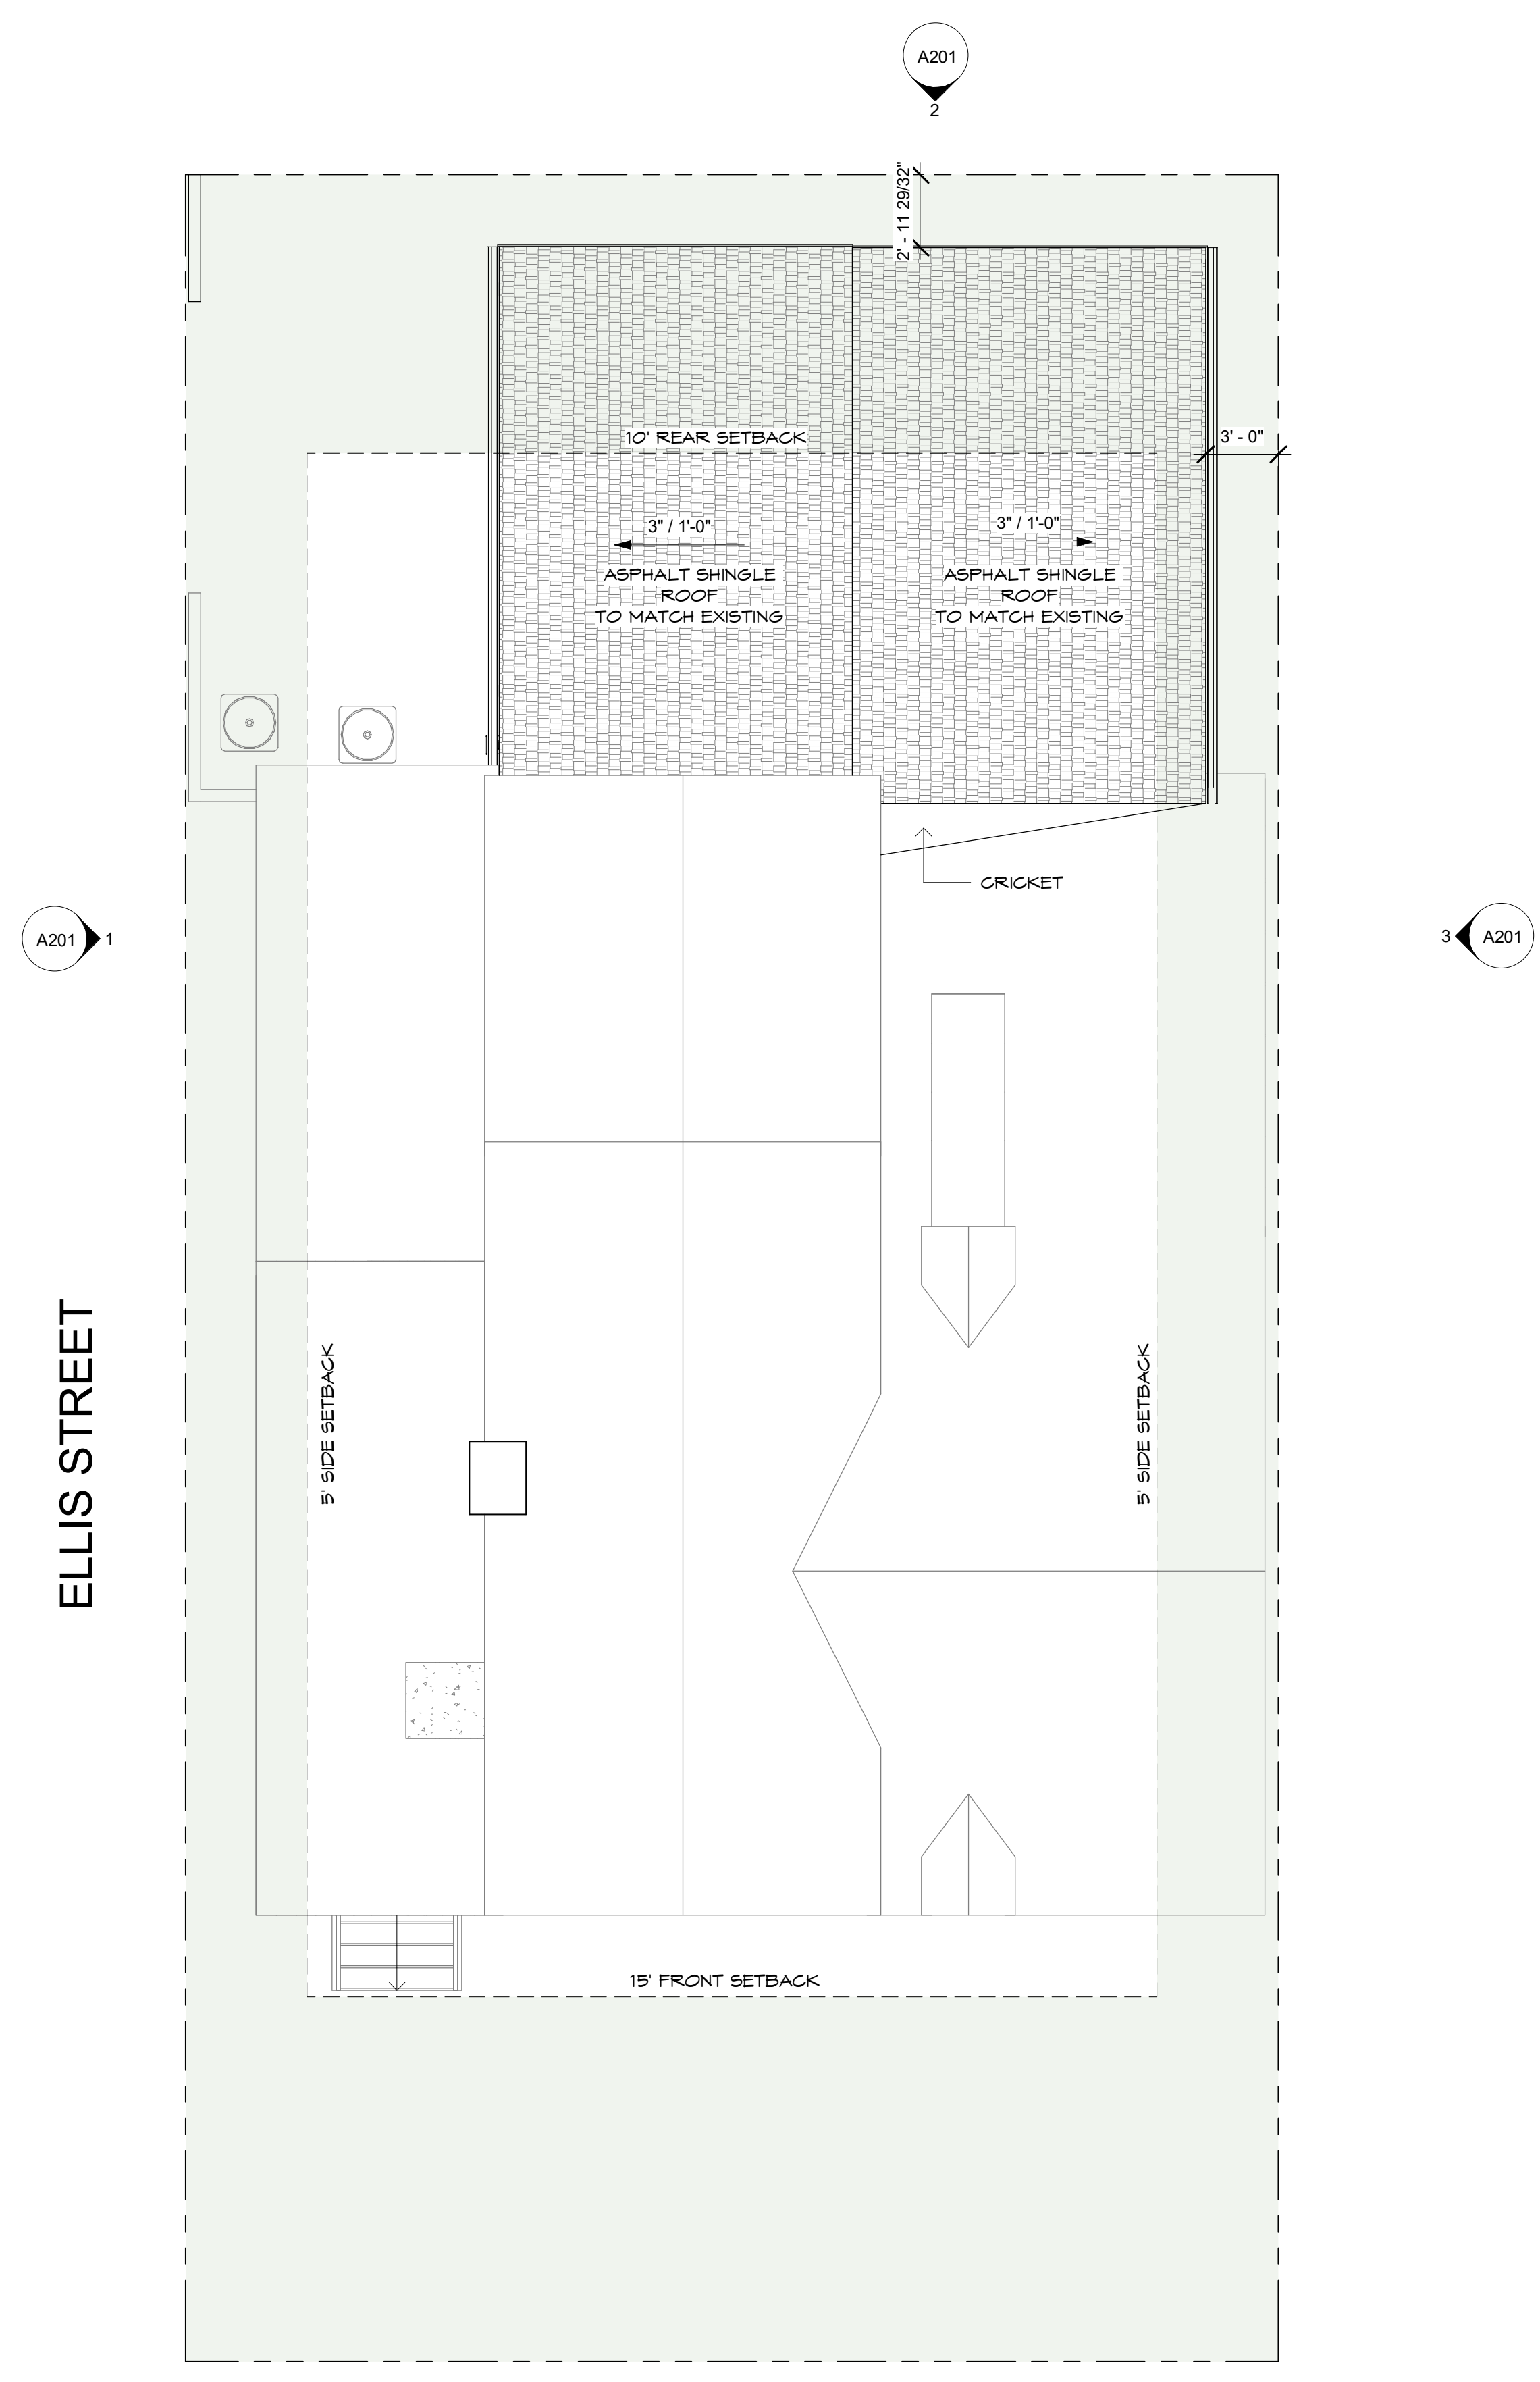 A201
2
2' - 11 29/32"
10' REAR SETBACK
3' - 0"
3" / 1'-0"
ASPHALT SHINGLE
ROOF
TO MATCH EXISTING
3" / 1'-0"
ASPHALT SHINGLE
ROOF
TO MATCH EXISTING
CRICKET
A201
1
3
A201
ELLIS STREET
5' SIDE SETBACK
5' SIDE SETBACK
15' FRONT SETBACK